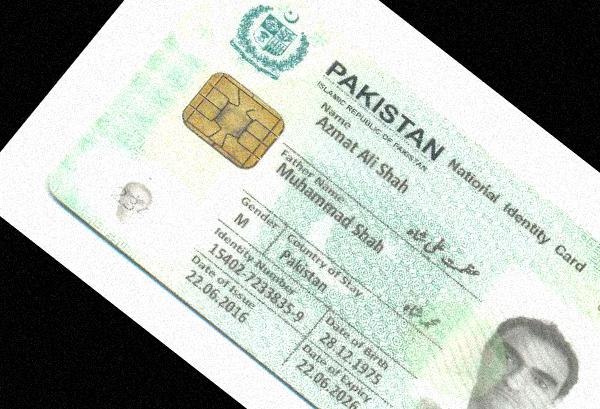 PAKISTAN National Identity Card
ISLAMIC REPUBLIC OF PAKISTAN
Name
Azmat Ali Shah
عظمت علی شاہ
Father Name
Muhammad Shah
محمد شاہ
Gender Country of Stay
M Pakistan
Identity Number Date of Birth
15402-7233835-9 28.12.1975
Date of Issue Date of Expiry
22.06.2016 22.06.2026